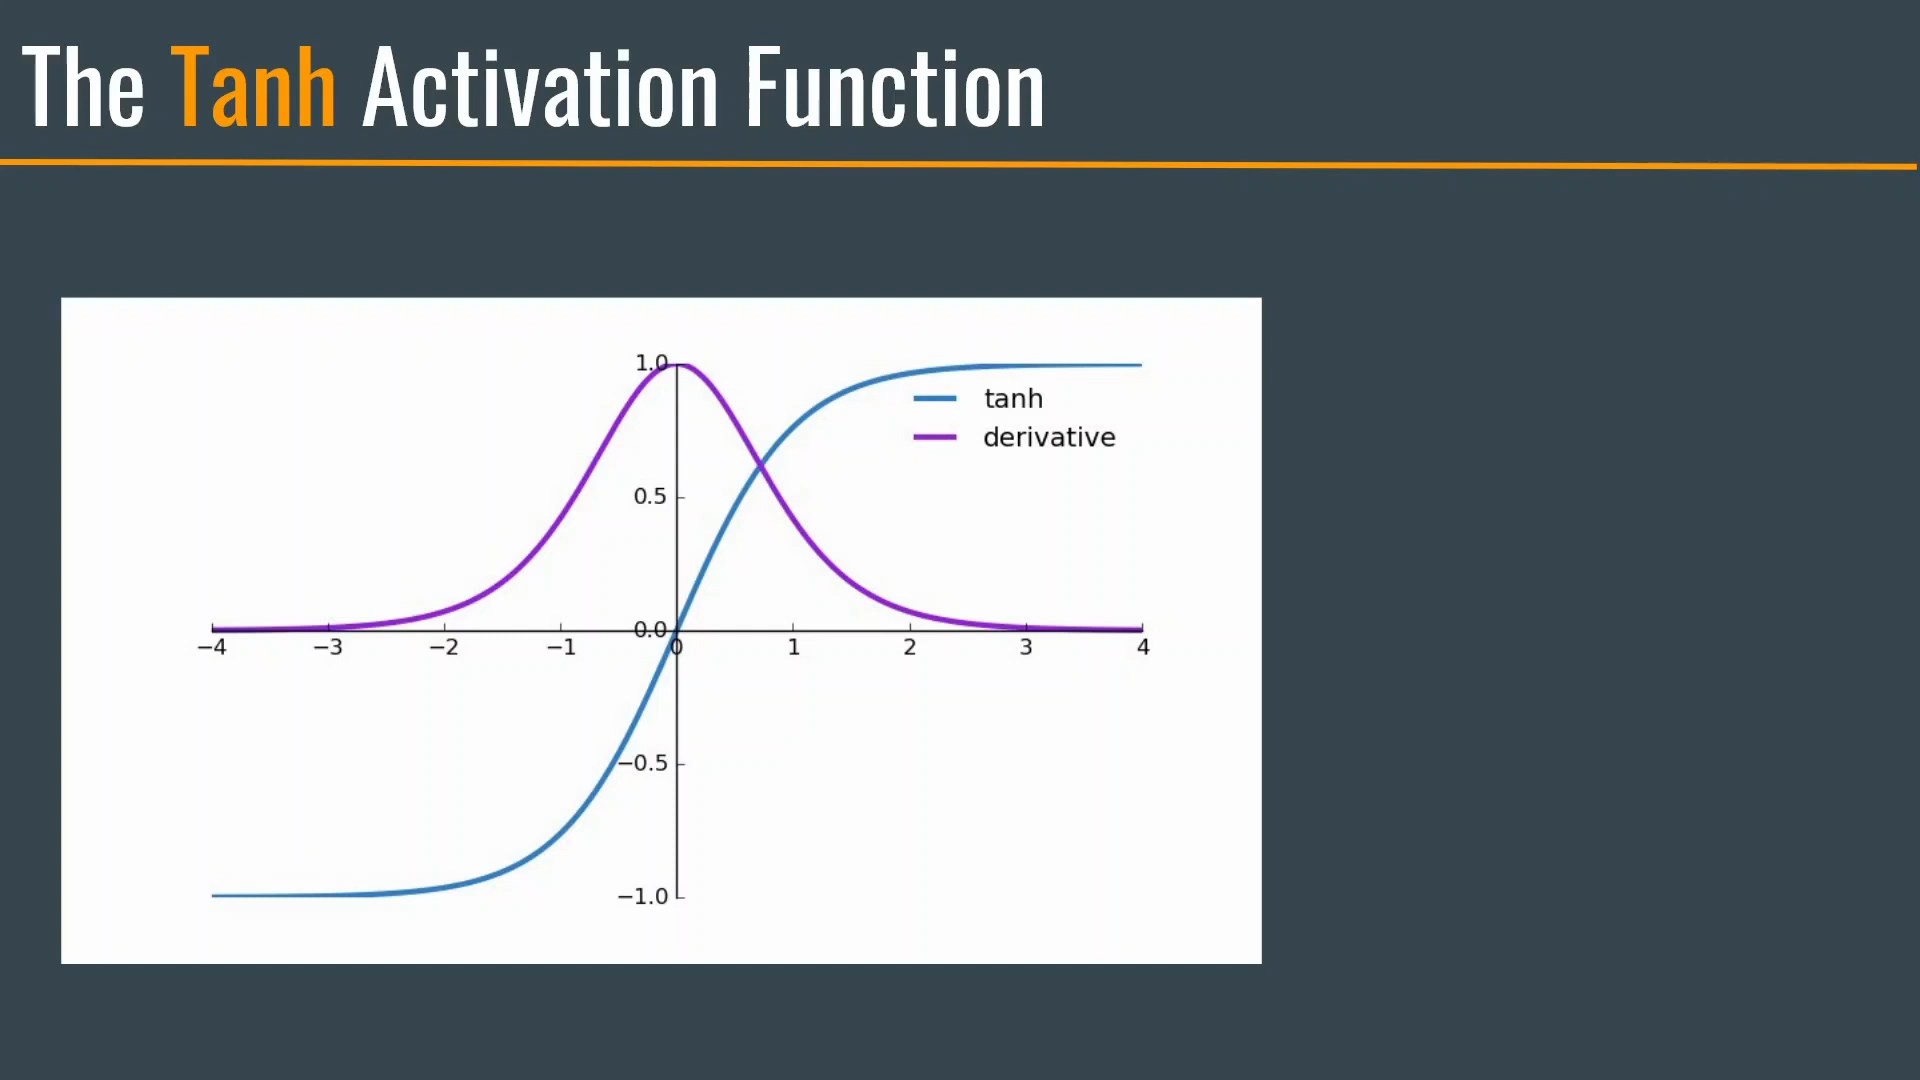 The Tanh Activation Function
1.0
tanh
derivative
0.5
0.0
−4 −3 −2 −1 0 1 2 3 4
−0.5
−1.0